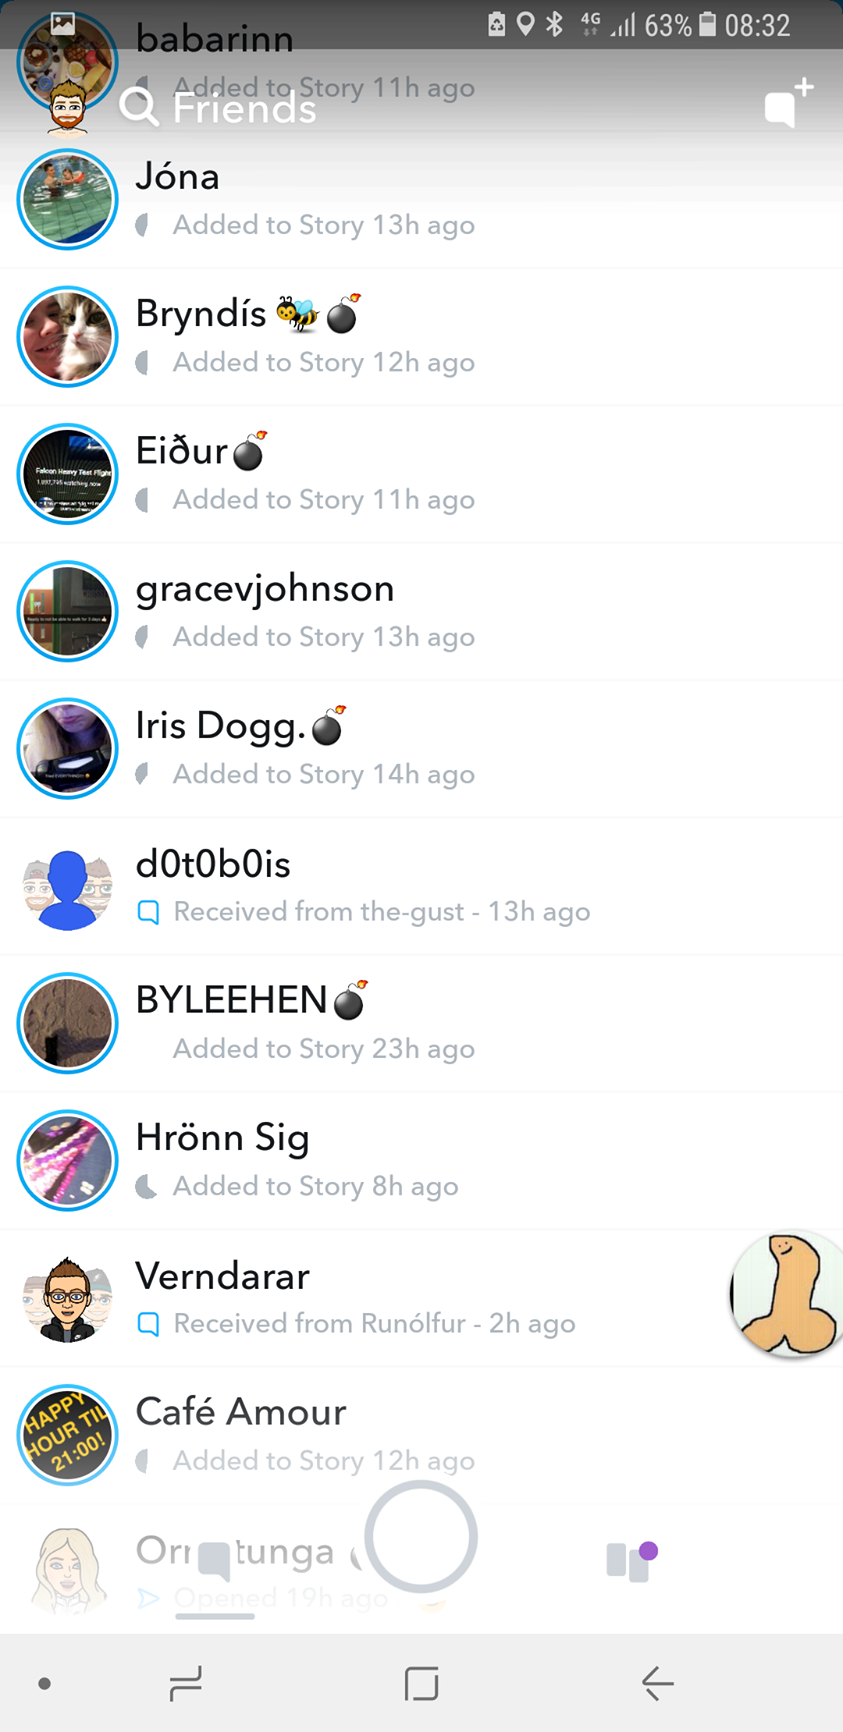 babarinn
4G 63% 08:32
Added to Story 11h ago
Friends
Jóna
Added to Story 13h ago
Bryndís 🐝💣
Added to Story 12h ago
Falcon Heavy Test Flight
Eiður💣
Added to Story 11h ago
gracevjohnson
Added to Story 13h ago
Iris Dogg.💣
Added to Story 14h ago
d0t0b0is
Received from the-gust - 13h ago
BYLEEHEN💣
Added to Story 23h ago
Hrönn Sig
Added to Story 8h ago
Verndarar
Received from Runólfur - 2h ago
HAPPY
HOUR TIL
21:00!
Café Amour
Added to Story 12h ago
tunga
Opened 19h ago